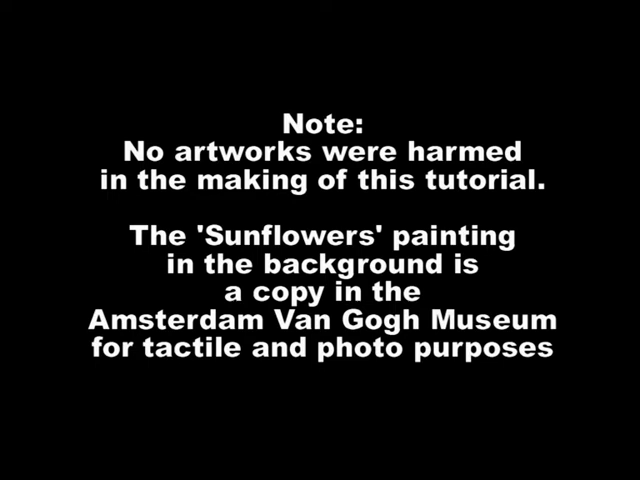 Note:
No artworks were harmed
in the making of this tutorial.
The 'Sunflowers' painting
in the background is
a copy in the
Amsterdam Van Gogh Museum
for tactile and photo purposes